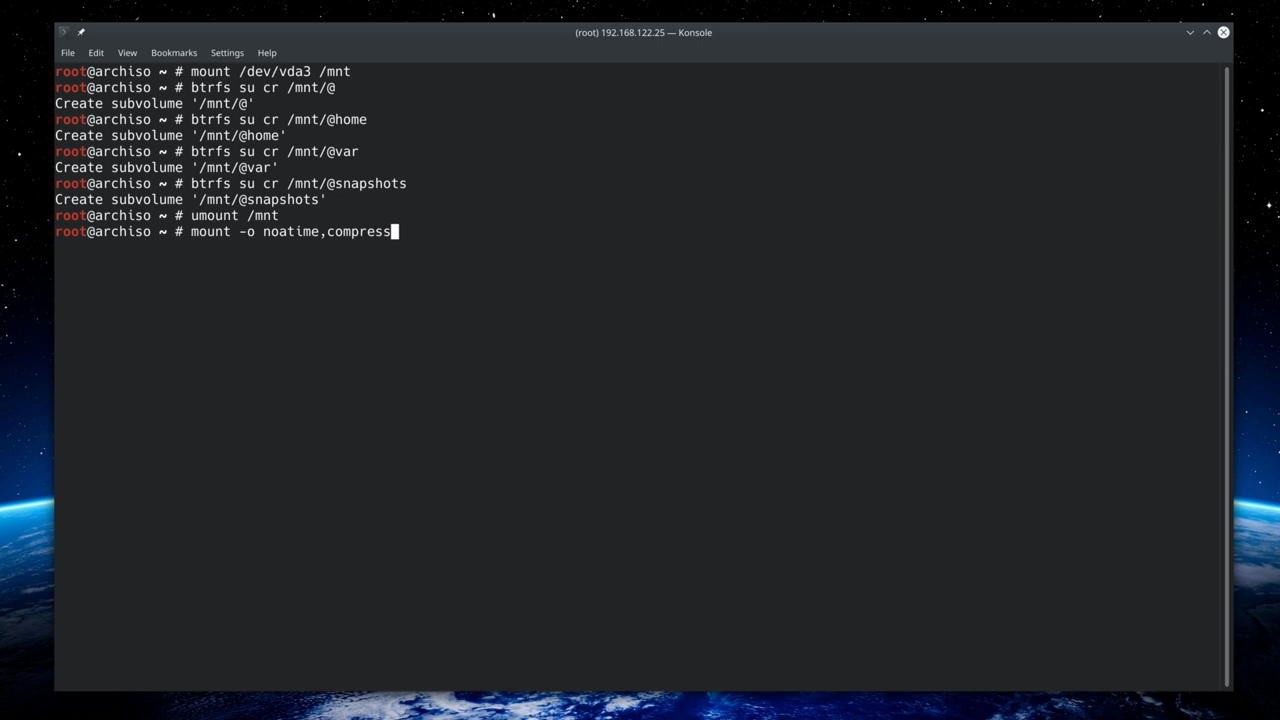 (root) 192.168.122.25 — Konsole
File Edit View Bookmarks Settings Help
root@archiso ~ # mount /dev/vda3 /mnt
root@archiso ~ # btrfs su cr /mnt/@
Create subvolume '/mnt/@'
root@archiso ~ # btrfs su cr /mnt/@home
Create subvolume '/mnt/@home'
root@archiso ~ # btrfs su cr /mnt/@var
Create subvolume '/mnt/@var'
root@archiso ~ # btrfs su cr /mnt/@snapshots
Create subvolume '/mnt/@snapshots'
root@archiso ~ # umount /mnt
root@archiso ~ # mount -o noatime,compress